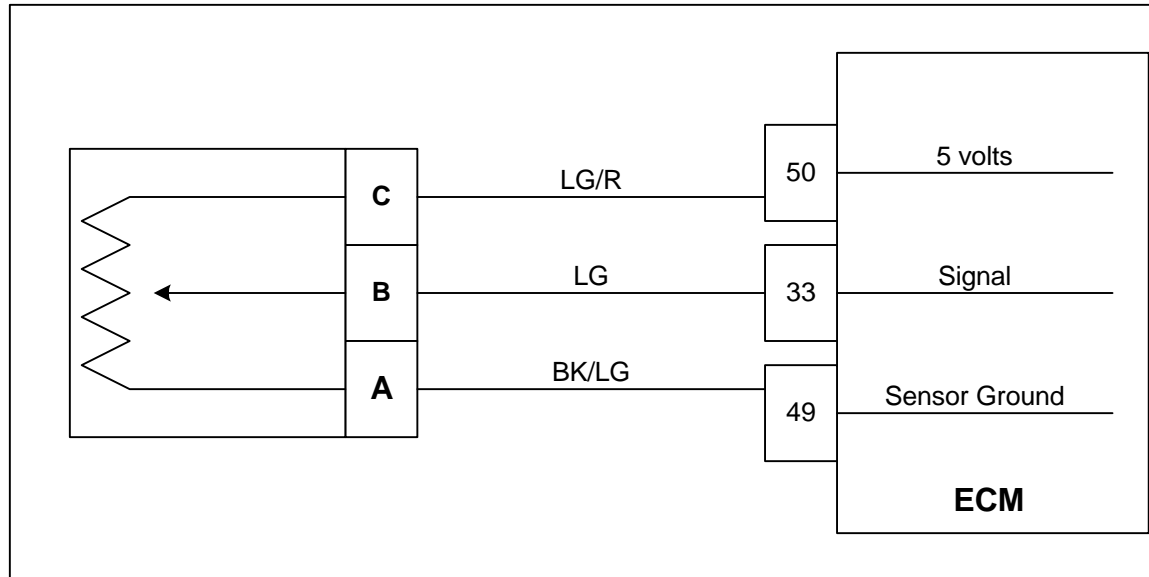 5 volts
C
LG/R
50
B
LG
33
Signal
A
BK/LG
49
Sensor Ground
ECM